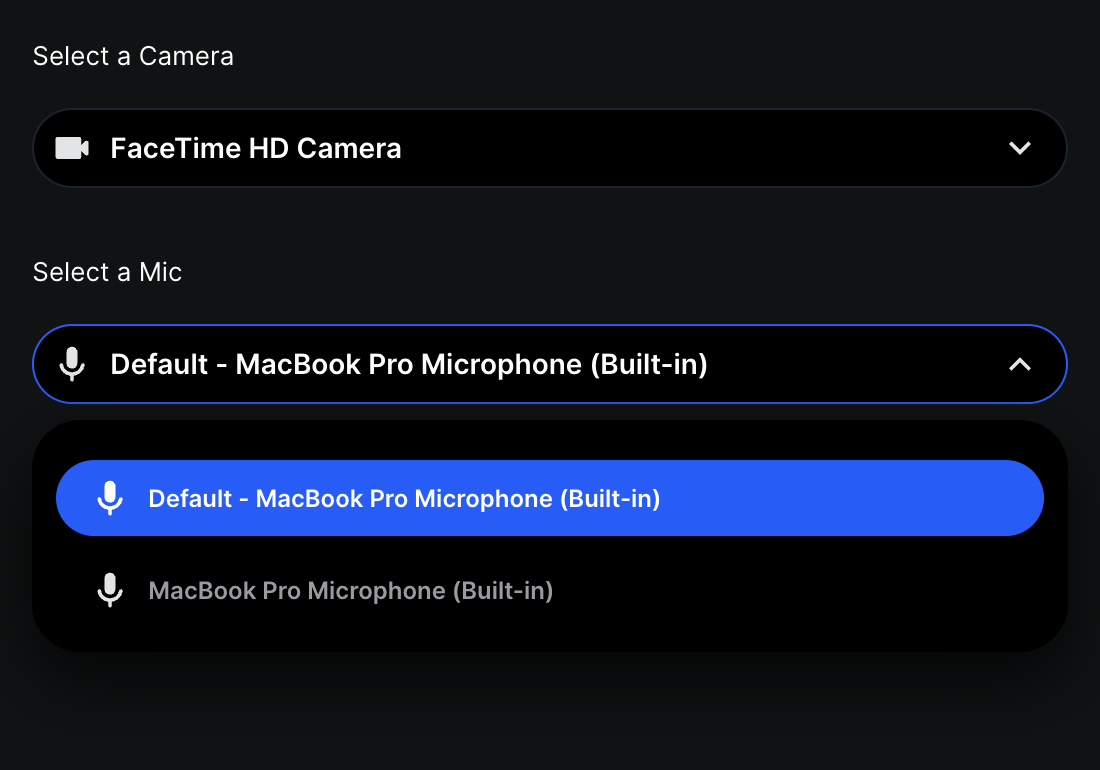 Select a Camera
FaceTime HD Camera
Select a Mic
Default - MacBook Pro Microphone (Built-in)
Default - MacBook Pro Microphone (Built-in)
MacBook Pro Microphone (Built-in)